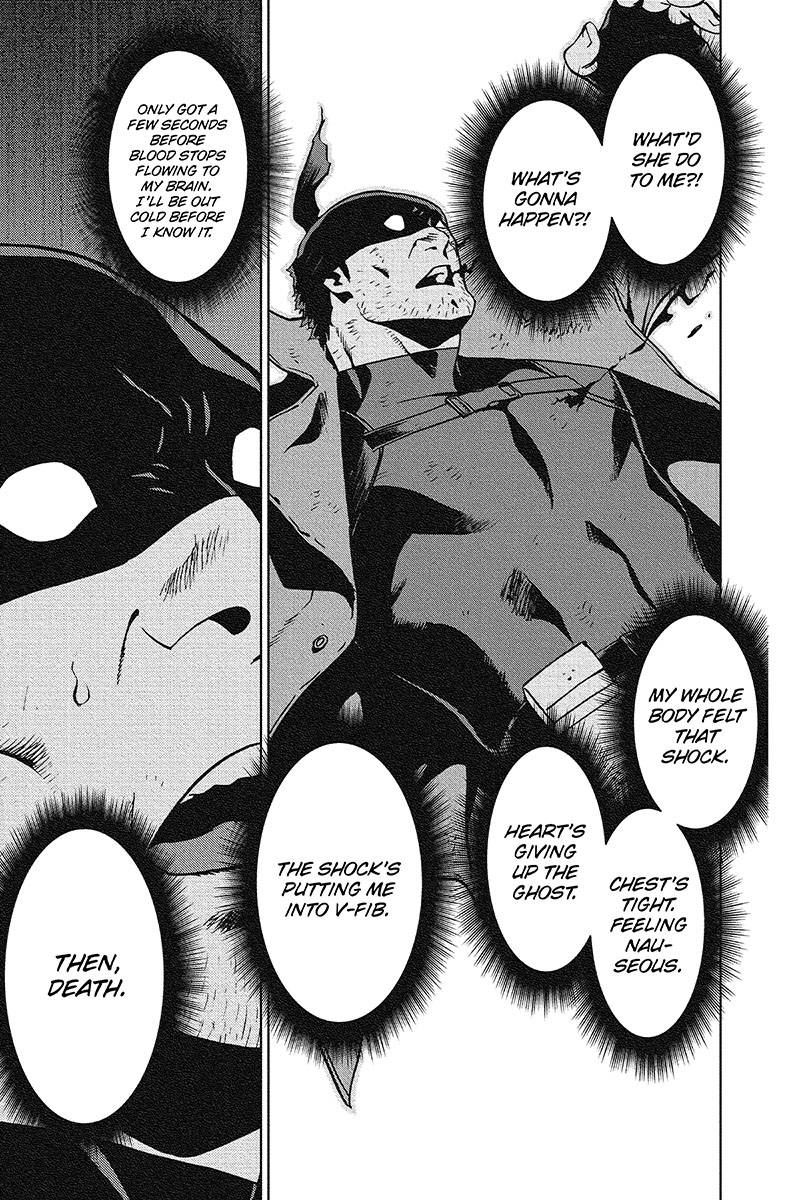 WHAT'D
SHE DO
TO ME?!
WHAT'S
GONNA
HAPPEN?!
MY WHOLE
BODY FELT
THAT
SHOCK.
CHEST'S
TIGHT.
FEELING
NAU-
SEOUS.
HEART'S
GIVING
UP THE
GHOST.
THE SHOCK'S
PUTTING ME
INTO V-FIB.
ONLY GOT A
FEW SECONDS
BEFORE
BLOOD STOPS
FLOWING TO
MY BRAIN.
I'LL BE OUT
COLD BEFORE
I KNOW IT.
THEN,
DEATH.